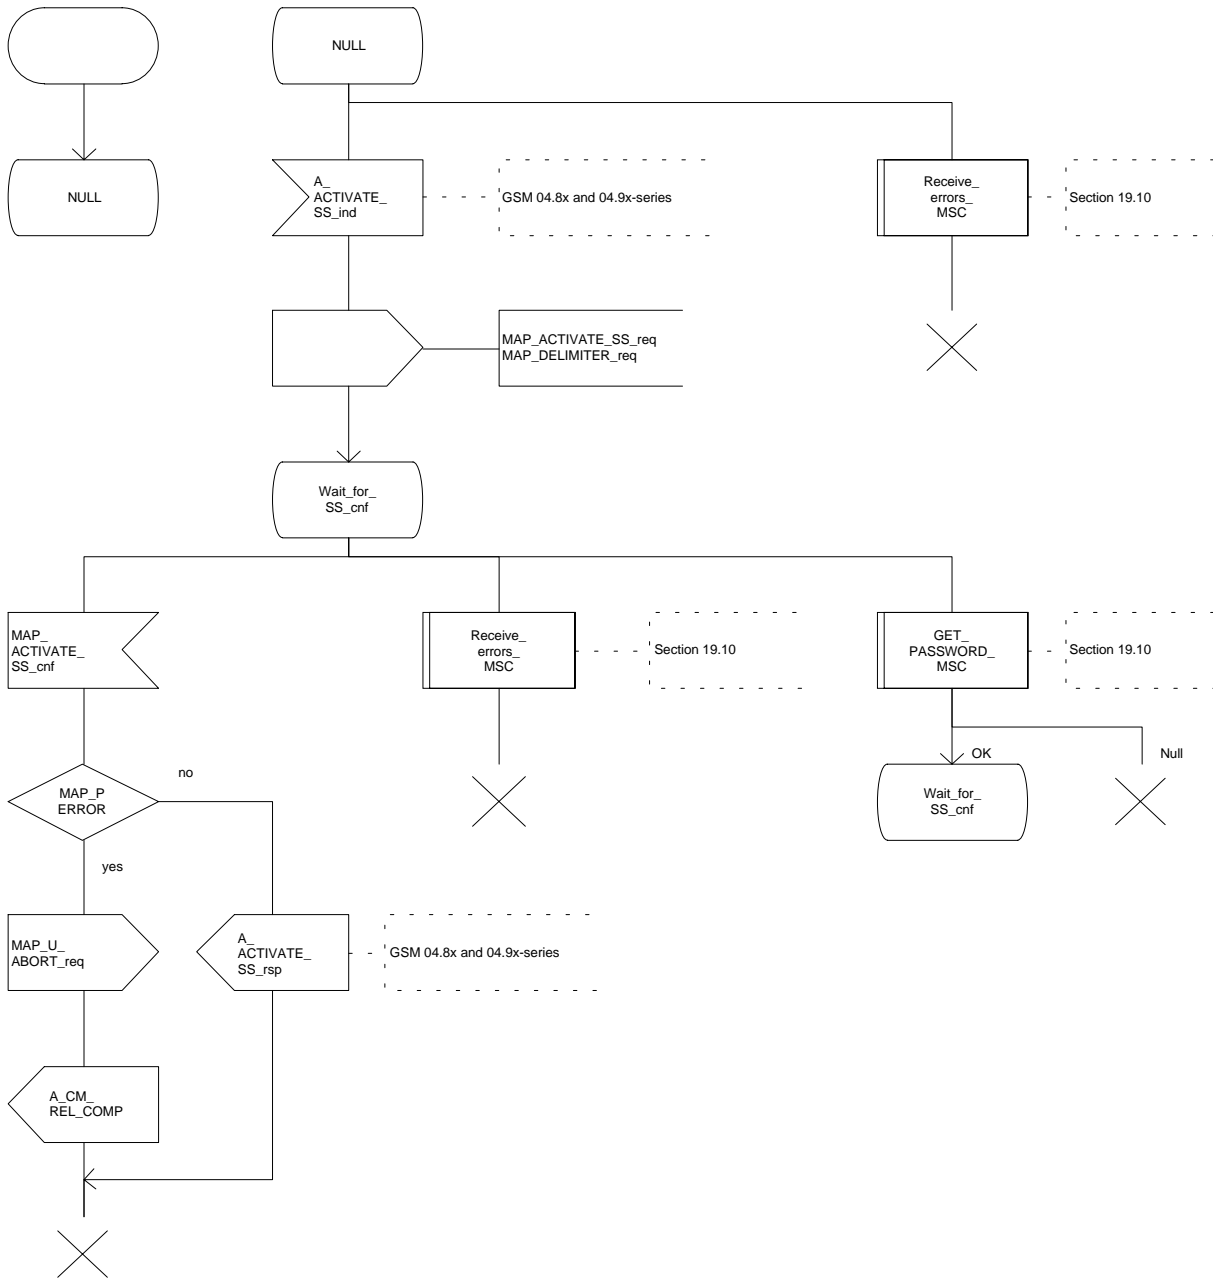 NULL
NULL
A_
ACTIVATE_
SS_ind
GSM 04.8x and 04.9x-series
Receive_
errors_
MSC
Section 19.10
MAP_ACTIVATE_SS_req
MAP_DELIMITER_req
Wait_for_
SS_cnf
MAP_
ACTIVATE_
SS_cnf
Receive_
errors_
MSC
Section 19.10
GET_
PASSWORD_
MSC
Section 19.10
OK
Null
no
MAP_P
ERROR
Wait_for_
SS_cnf
yes
MAP_U_
ABORT_req
A_
ACTIVATE_
SS_rsp
GSM 04.8x and 04.9x-series
A_CM_
REL_COMP